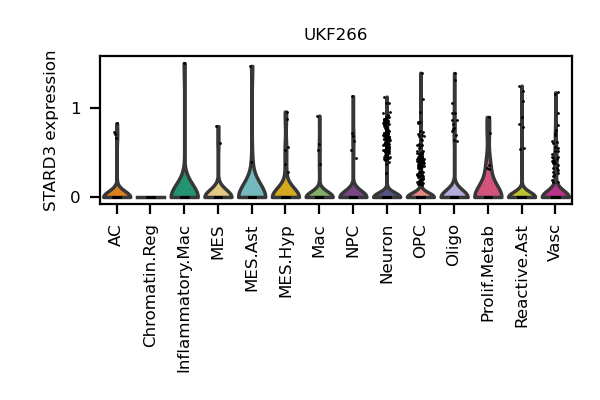 UKF266
STARD3 expression
1
0
AC
Chromatin.Reg
Inflammatory.Mac
MES
MES.Ast
MES.Hyp
Mac
NPC
Neuron
OPC
Oligo
Prolif.Metab
Reactive.Ast
Vasc